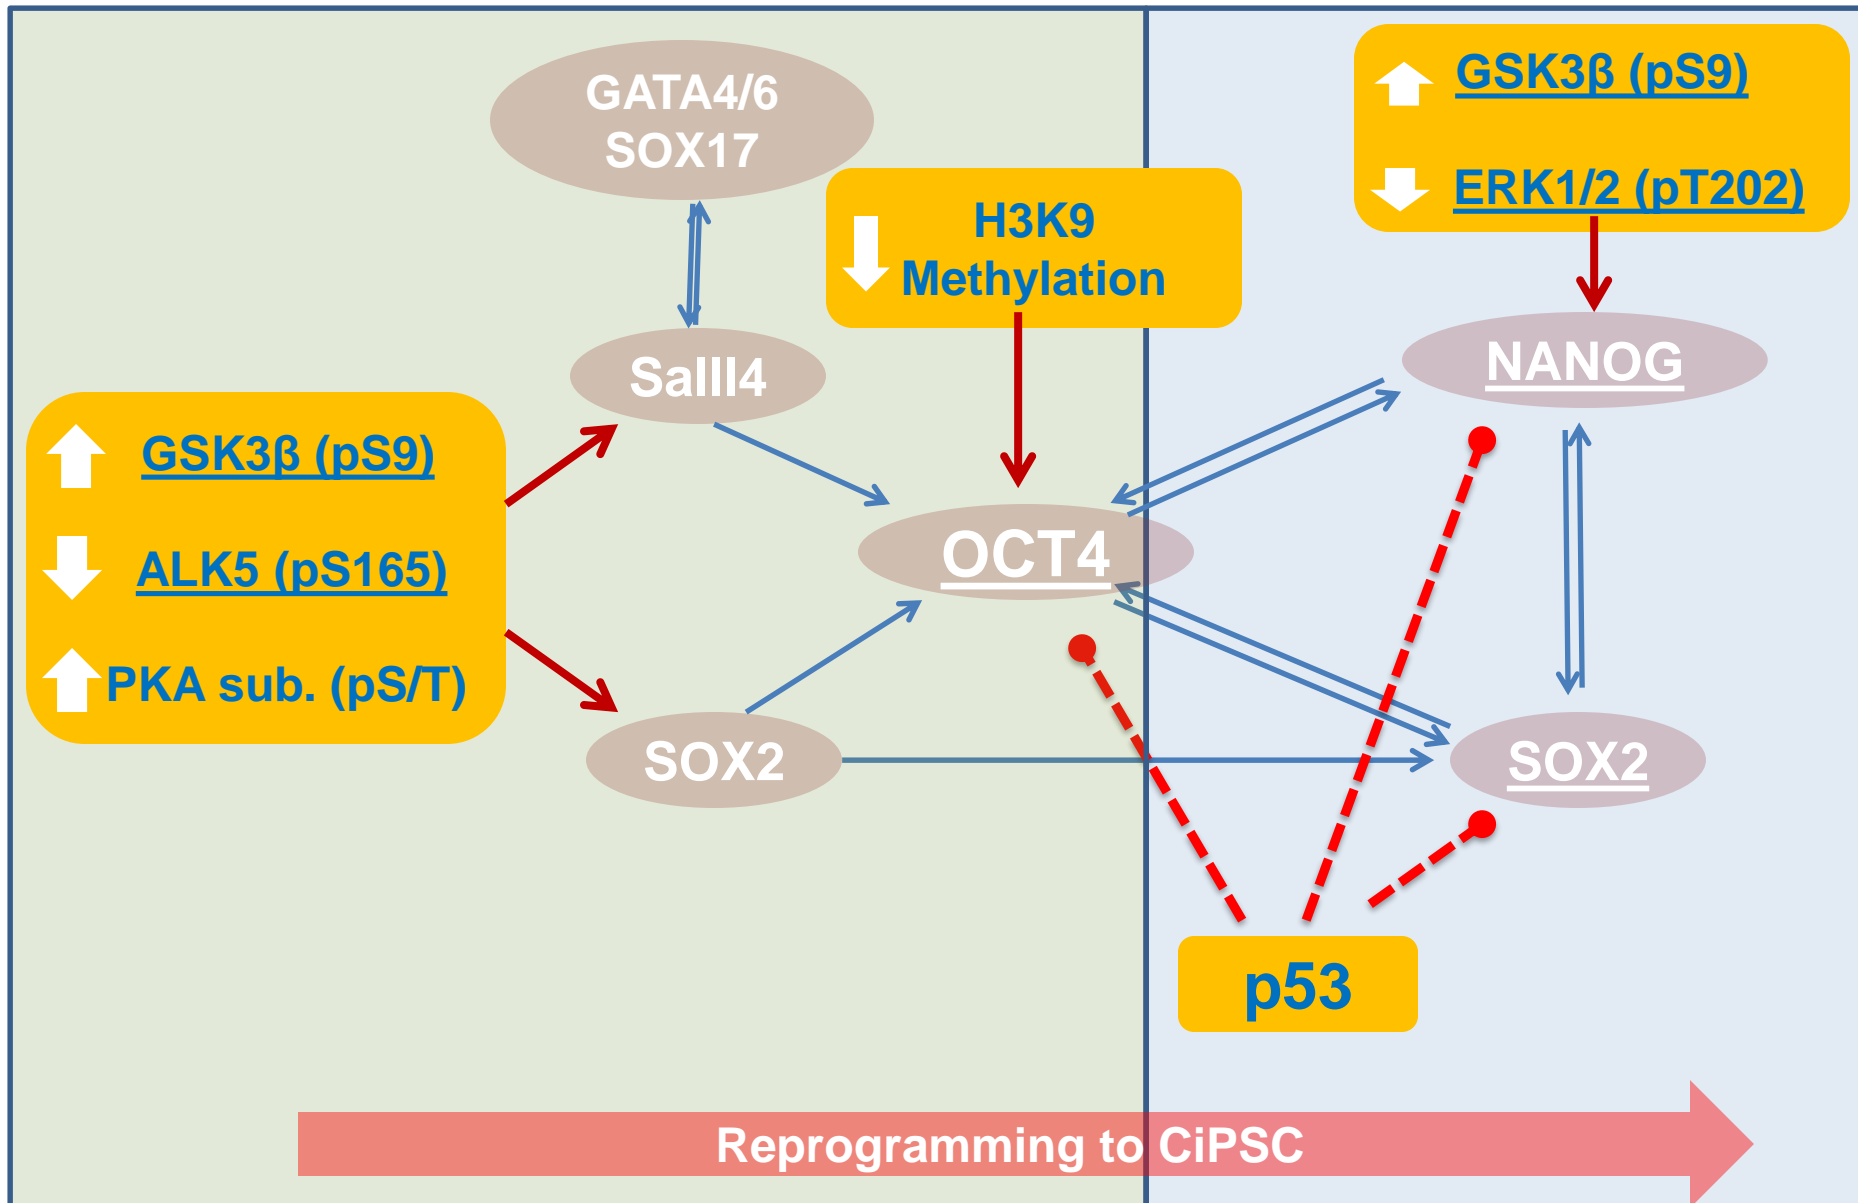 GATA4/6
SOX17
GSK3β (pS9)
ERK1/2 (pT202)
H3K9
Methylation
SallI4
NANOG
GSK3β (pS9)
ALK5 (pS165)
PKA sub. (pS/T)
OCT4
SOX2
SOX2
p53
Reprogramming to CiPSC